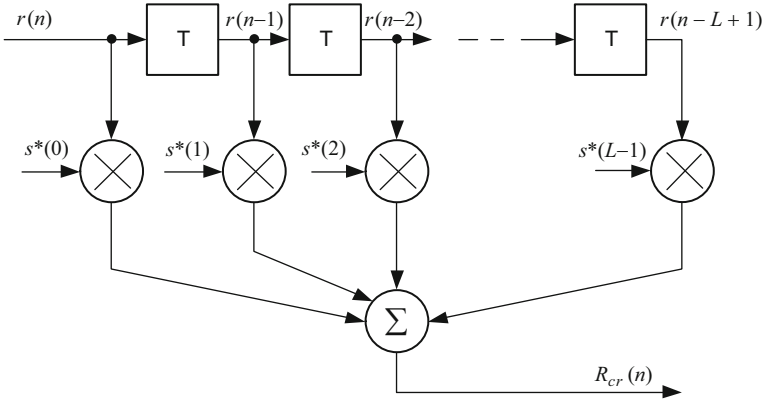 r(n) r(n–1) r(n–2) r(n – L + 1)
T T T
s*(0) s*(1) s*(2) s*(L–1)
Σ
R_cr (n)